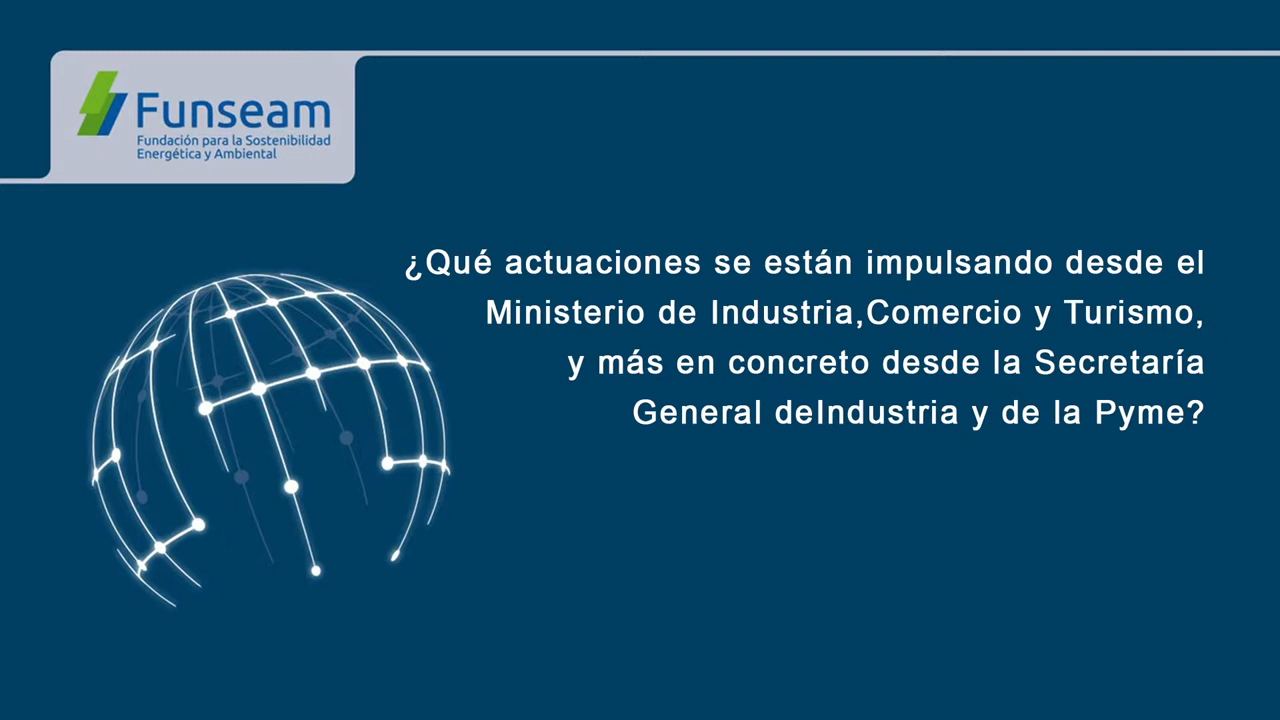 Funseam
Fundación para la Sostenibilidad
Energética y Ambiental
¿Qué actuaciones se están impulsando desde el
Ministerio de Industria,Comercio y Turismo,
y más en concreto desde la Secretaría
General deIndustria y de la Pyme?